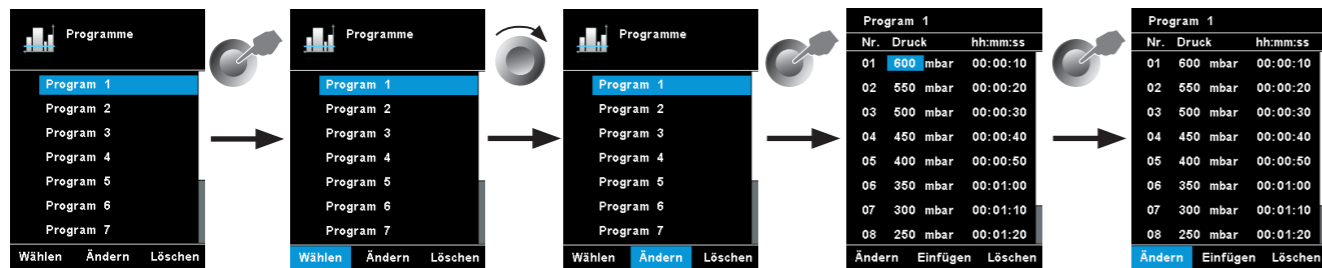 Programme
Program 1
Program 2
Program 3
Program 4
Program 5
Program 6
Program 7
Wählen Ändern Löschen
Programme
Program 1
Program 2
Program 3
Program 4
Program 5
Program 6
Program 7
Wählen Ändern Löschen
Programme
Program 1
Program 2
Program 3
Program 4
Program 5
Program 6
Program 7
Wählen Ändern Löschen
Program 1
Nr. Druck hh:mm:ss
01 600 mbar 00:00:10
02 550 mbar 00:00:20
03 500 mbar 00:00:30
04 450 mbar 00:00:40
05 400 mbar 00:00:50
06 350 mbar 00:01:00
07 300 mbar 00:01:10
08 250 mbar 00:01:20
Ändern Einfügen Löschen
Program 1
Nr. Druck hh:mm:ss
01 600 mbar 00:00:10
02 550 mbar 00:00:20
03 500 mbar 00:00:30
04 450 mbar 00:00:40
05 400 mbar 00:00:50
06 350 mbar 00:01:00
07 300 mbar 00:01:10
08 250 mbar 00:01:20
Ändern Einfügen Löschen